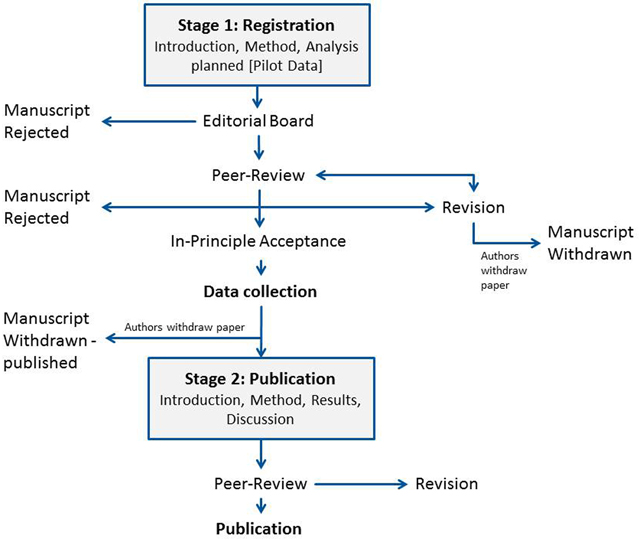 Stage 1: Registration
Introduction, Method, Analysis
planned [Pilot Data]
Manuscript
Rejected
Editorial Board
Peer-Review
Manuscript
Rejected
Revision
In-Principle Acceptance
Manuscript
Withdrawn
Authors
withdraw
paper
Data collection
Manuscript
Withdrawn -
published
Authors withdraw paper
Stage 2: Publication
Introduction, Method, Results,
Discussion
Peer-Review
Revision
Publication